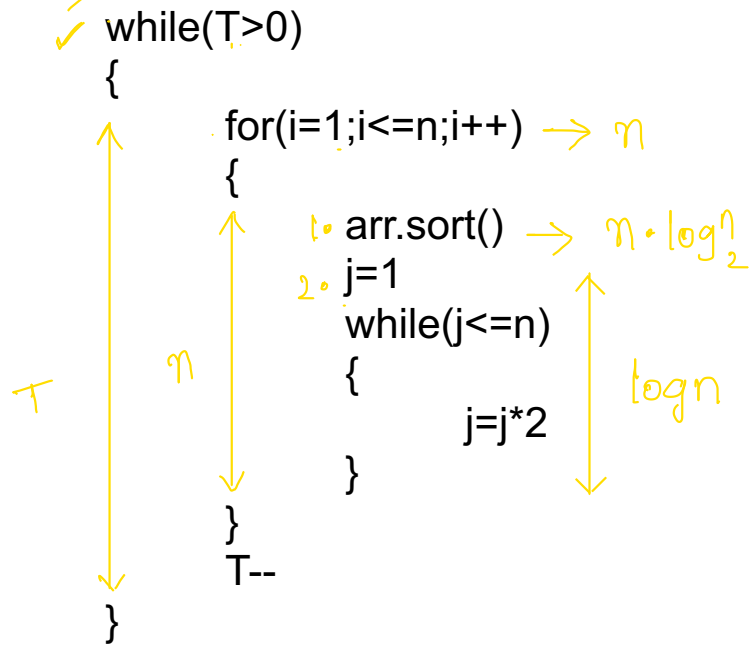 while(T>0)
{
for(i=1;i<=n;i++) → n
{
1. arr.sort() → n · log₂n
2. j=1
while(j<=n)
{
T n logn
j=j*2
}
}
T--
}